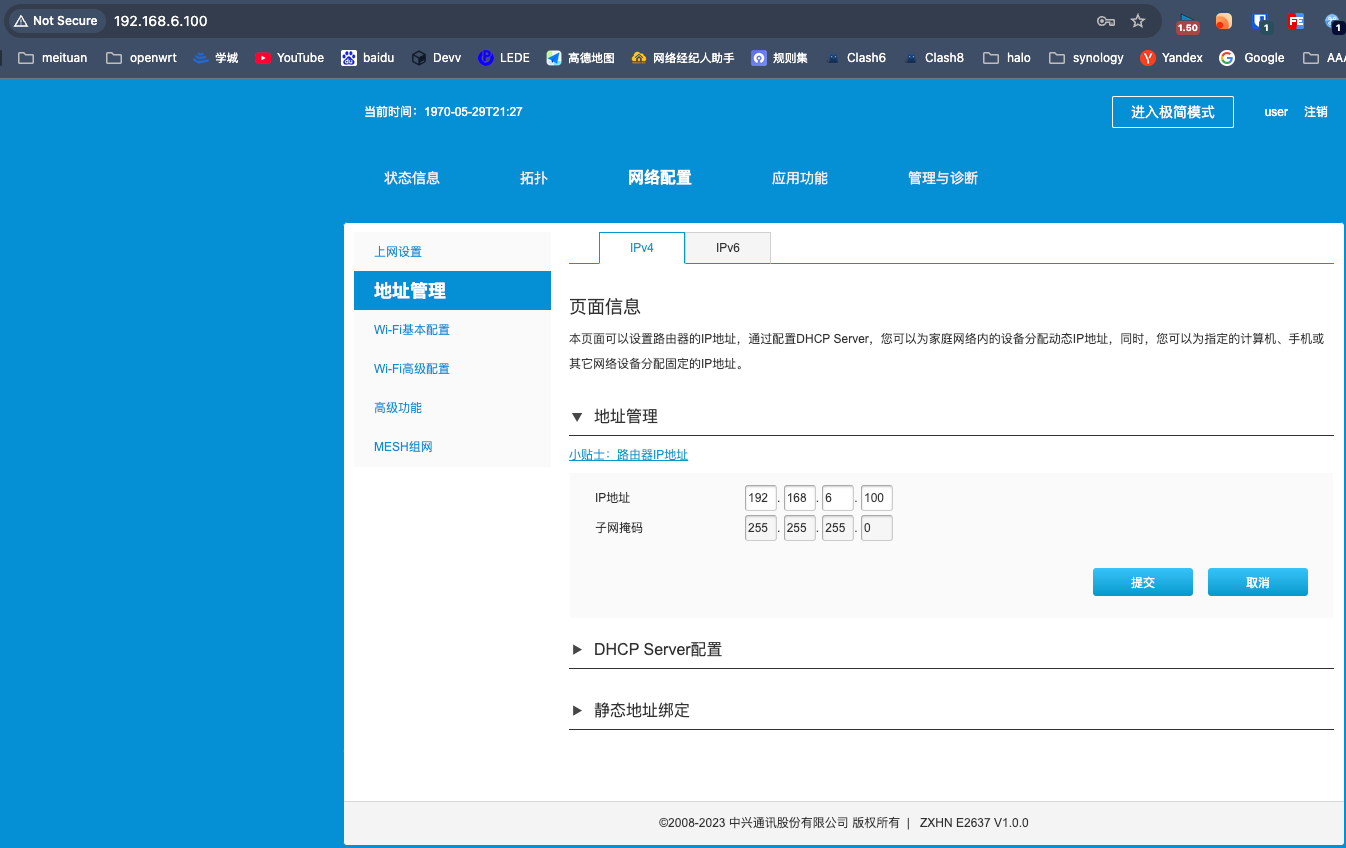 Not Secure 192.168.6.100
1.50 1 FE 1
meituan openwrt 学城 YouTube baidu Devv LEDE 高德地图 网络经纪人助手 规则集 Clash6 Clash8 halo synology Yandex Google AAA
当前时间：1970-05-29T21:27 进入极简模式 user 注销
状态信息 拓扑 网络配置 应用功能 管理与诊断
上网设置
地址管理
Wi-Fi基本配置
Wi-Fi高级配置
高级功能
MESH组网
IPv4 IPv6
页面信息
本页面可以设置路由器的IP地址，通过配置DHCP Server，您可以为家庭网络内的设备分配动态IP地址，同时，您可以为指定的计算机、手机或
其它网络设备分配固定的IP地址。
▼ 地址管理
小贴士：路由器IP地址
IP地址 192 . 168 . 6 . 100
子网掩码 255 . 255 . 255 . 0
提交 取消
▶ DHCP Server配置
▶ 静态地址绑定
©2008-2023 中兴通讯股份有限公司 版权所有 | ZXHN E2637 V1.0.0